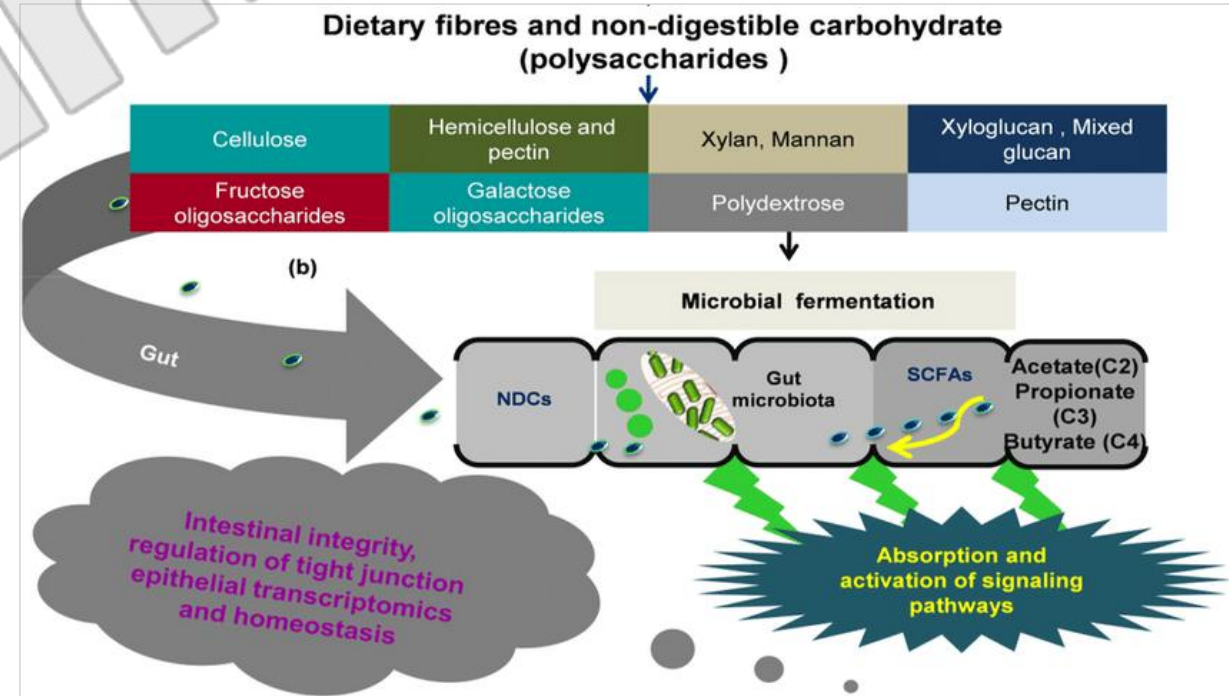 Dietary fibres and non-digestible carbohydrate
(polysaccharides )
Cellulose
Hemicellulose and
pectin
Xylan, Mannan
Xyloglucan , Mixed
glucan
Fructose
oligosaccharides
Galactose
oligosaccharides
Polydextrose
Pectin
(b)
Microbial fermentation
Gut
NDCs
Gut
microbiota
SCFAs
Acetate(C2)
Propionate
(C3)
Butyrate (C4)
Intestinal integrity,
regulation of tight junction
epithelial transcriptomics
and homeostasis
Absorption and
activation of signaling
pathways